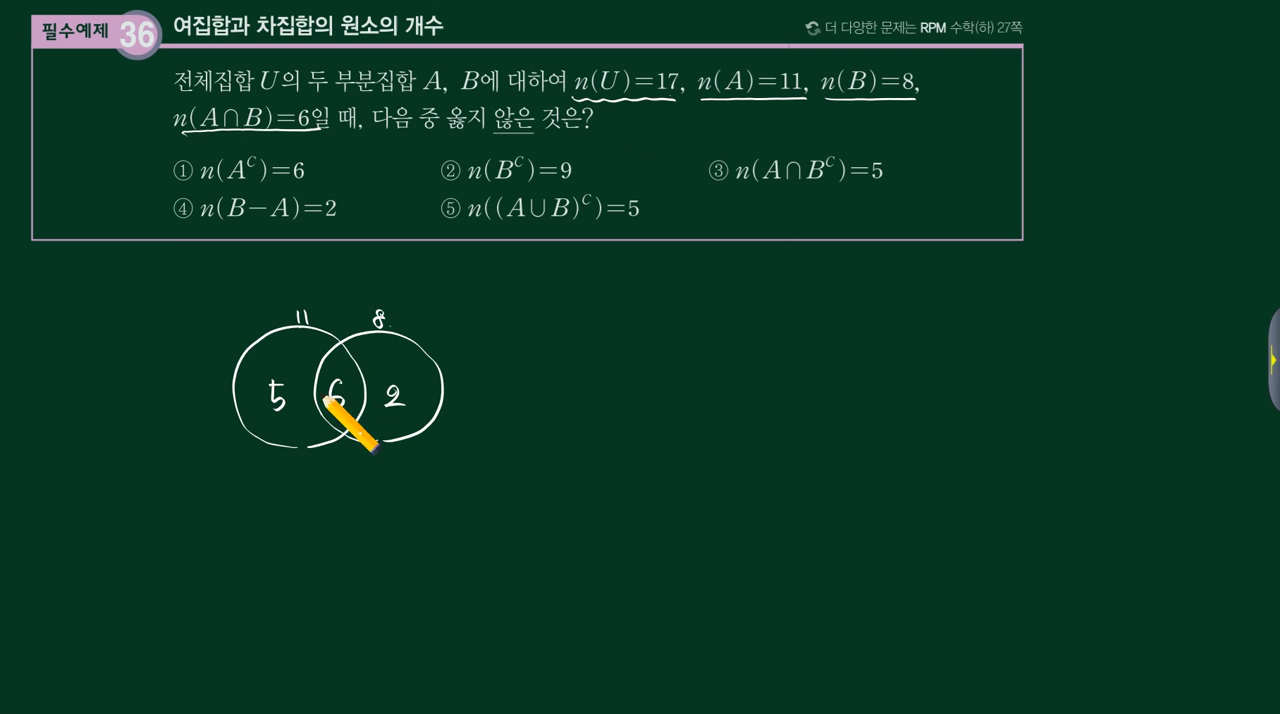 필수예제 36 여집합과 차집합의 원소의 개수 더 다양한 문제는 RPM 수학(하) 27쪽
전체집합 U의 두 부분집합 A, B에 대하여 n(U)=17, n(A)=11, n(B)=8,
n(A∩B)=6일 때, 다음 중 옳지 않은 것은?
① n(Aᶜ)=6 ② n(Bᶜ)=9 ③ n(A∩Bᶜ)=5
④ n(B−A)=2 ⑤ n((A∪B)ᶜ)=5
11 8
5 6 2